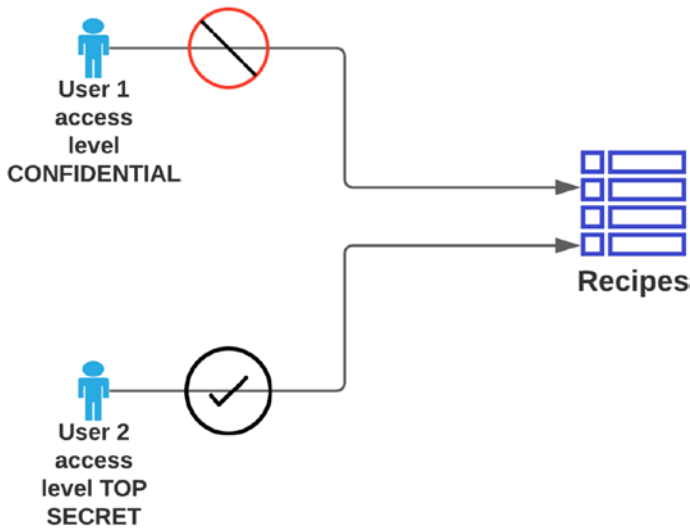 User 1
access
level
CONFIDENTIAL
Recipes
User 2
access
level TOP
SECRET